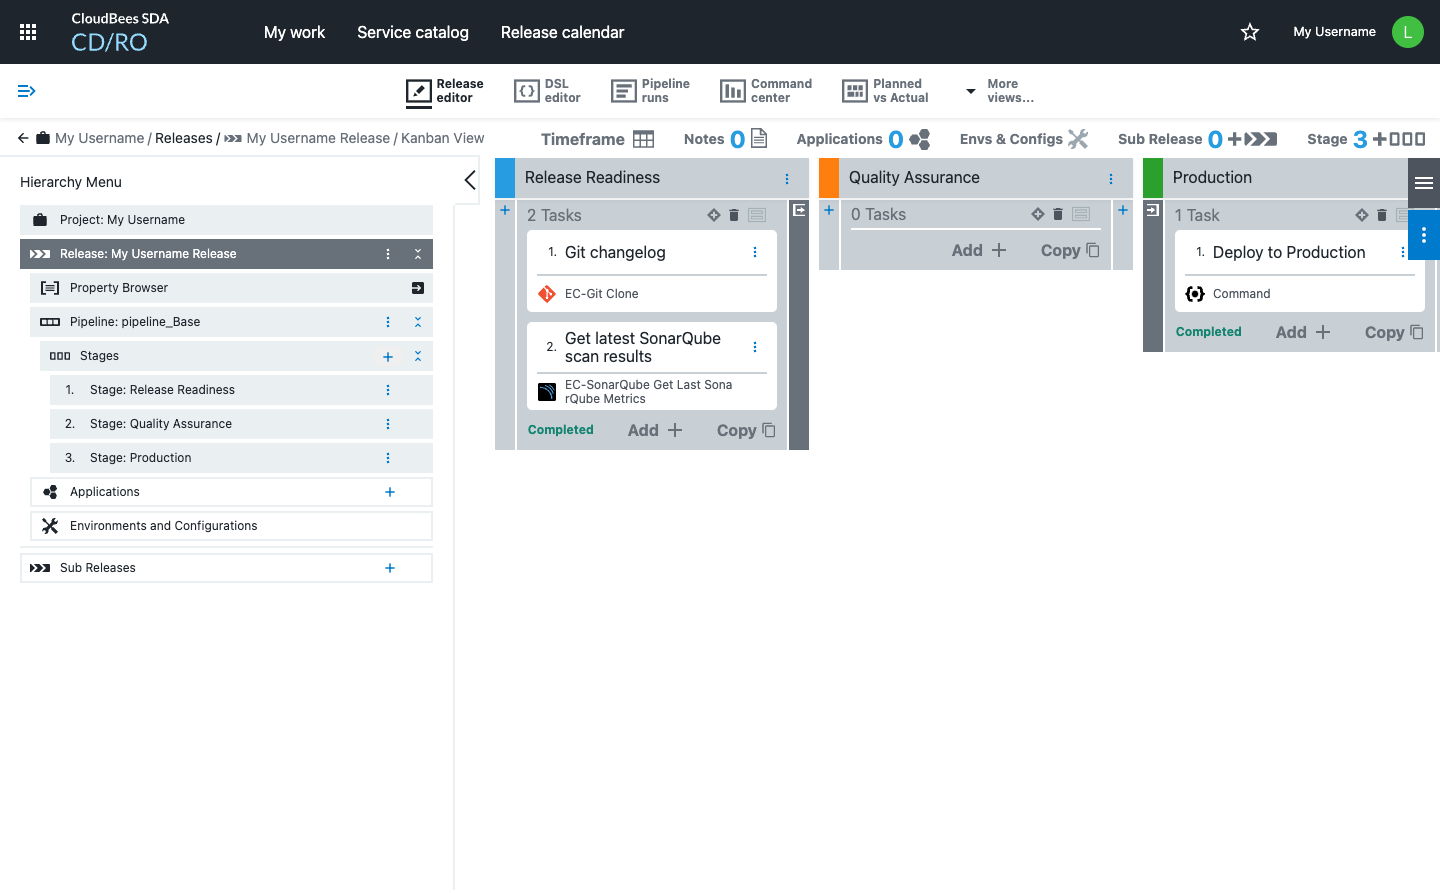 CloudBees SDA
CD/RO
My work
Service catalog
Release calendar
My Username
L
Release
editor
DSL
editor
Pipeline
runs
Command
center
Planned
vs Actual
More
views...
My Username / Releases / My Username Release / Kanban View
Timeframe
Notes 0
Applications 0
Envs & Configs
Sub Release 0
Stage 3
Hierarchy Menu
Project: My Username
Release: My Username Release
Property Browser
Pipeline: pipeline_Base
Stages
1. Stage: Release Readiness
2. Stage: Quality Assurance
3. Stage: Production
Applications
Environments and Configurations
Sub Releases
Release Readiness
2 Tasks
1. Git changelog
EC-Git Clone
2. Get latest SonarQube
scan results
EC-SonarQube Get Last Sona
rQube Metrics
Completed
Add
Copy
Quality Assurance
0 Tasks
Add
Copy
Production
1 Task
1. Deploy to Production
Command
Completed
Add
Copy